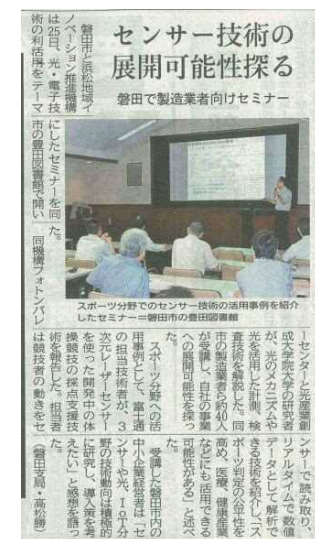 センサー技術の
展開可能性探る
磐田で製造業者向けセミナー
磐田市と浜松地域イ
ノベーション推進機構
は25日、光・電子技
術の利活用をテーマ
にしたセミナーを同
市の豊田図書館で開い
た。
同機構フォトンバレ
ーセンターと光産業創
成大学院大学の研究者
が、光のメカニズムや
光を活用した計測、検
査技術を解説した。同
市の製造業者ら約40人
が受講し、自社の事業
への展開可能性を探っ
た。
スポーツ分野への活
用事例として、富士通
の担当技術者が、3
次元レーザーセンサー
を使った開発中の体
操競技の採点支援技
術を報告した。担当者
は競技者の動きをセ
ンサーで読み取り、
リアルタイムで数値
データとして解析で
きる技術を紹介し、「ス
ポーツ判定の公平性を
高め、医療、健康産業
などにも活用できる
可能性がある」と述べ
た。
受講した磐田市内の
中小企業経営者は「セ
ンサーや光、IoT分
野の技術動向は積極的
に研究し、導入策を考
えたい」と感想を語っ
た。
(磐田支局・高松勝)
スポーツ分野でのセンサー技術の活用事例を紹介
したセミナー=磐田市の豊田図書館